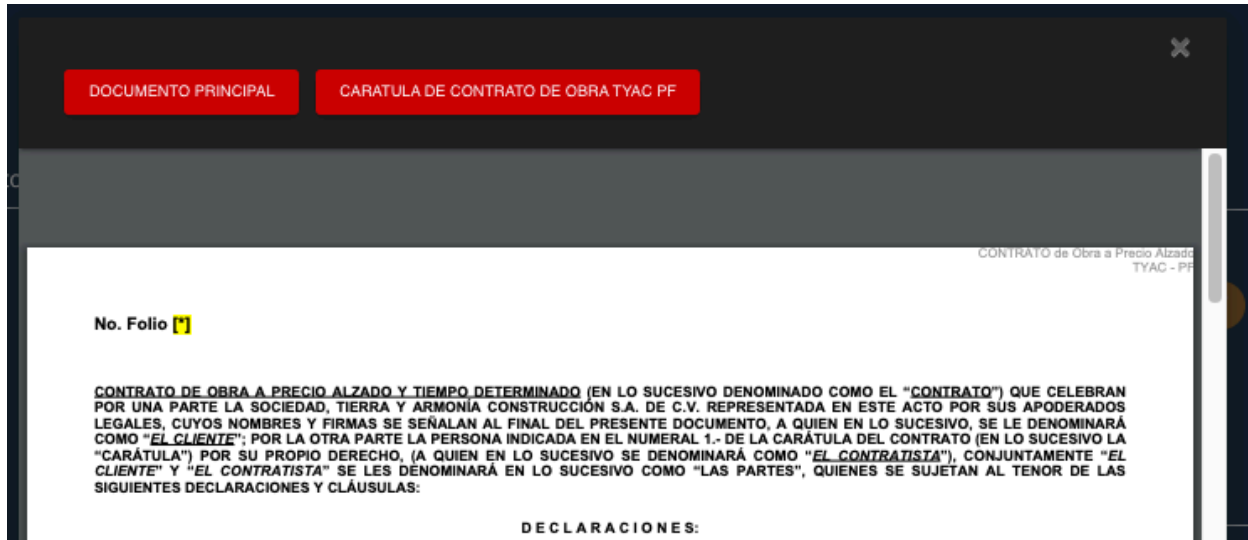 DOCUMENTO PRINCIPAL
CARATULA DE CONTRATO DE OBRA TYAC PF
CONTRATO de Obra a Precio Alzado
TYAC - PF
No. Folio [*]
CONTRATO DE OBRA A PRECIO ALZADO Y TIEMPO DETERMINADO (EN LO SUCESIVO DENOMINADO COMO EL “CONTRATO”) QUE CELEBRAN
POR UNA PARTE LA SOCIEDAD, TIERRA Y ARMONÍA CONSTRUCCIÓN S.A. DE C.V. REPRESENTADA EN ESTE ACTO POR SUS APODERADOS
LEGALES, CUYOS NOMBRES Y FIRMAS SE SEÑALAN AL FINAL DEL PRESENTE DOCUMENTO, A QUIEN EN LO SUCESIVO, SE LE DENOMINARÁ
COMO “EL CLIENTE”; POR LA OTRA PARTE LA PERSONA INDICADA EN EL NUMERAL 1.- DE LA CARÁTULA DEL CONTRATO (EN LO SUCESIVO LA
“CARÁTULA”) POR SU PROPIO DERECHO, (A QUIEN EN LO SUCESIVO SE DENOMINARÁ COMO “EL CONTRATISTA”), CONJUNTAMENTE “EL
CLIENTE” Y “EL CONTRATISTA” SE LES DENOMINARÁ EN LO SUCESIVO COMO “LAS PARTES”, QUIENES SE SUJETAN AL TENOR DE LAS
SIGUIENTES DECLARACIONES Y CLÁUSULAS:
D E C L A R A C I O N E S: